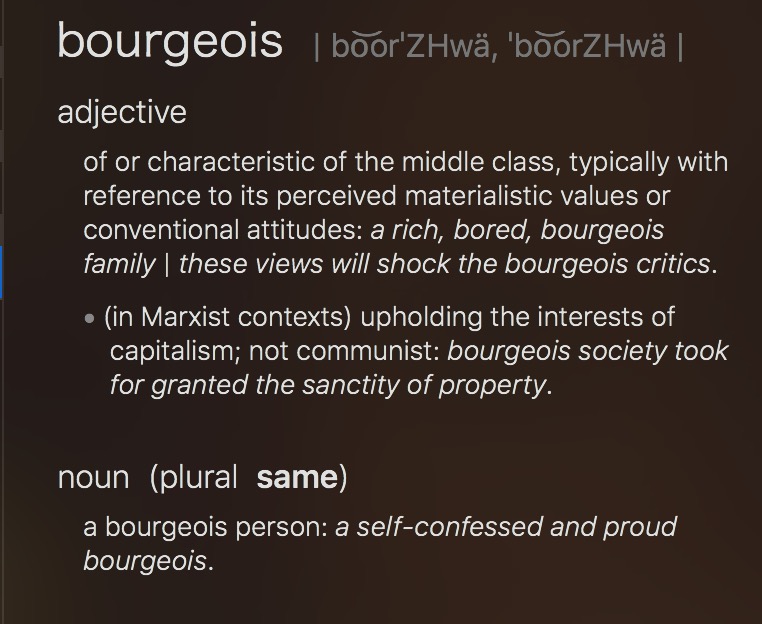 bourgeois | bo͝orˈZHwä, ˈbo͝orZHwä |
adjective
of or characteristic of the middle class, typically with
reference to its perceived materialistic values or
conventional attitudes: a rich, bored, bourgeois
family | these views will shock the bourgeois critics.
• (in Marxist contexts) upholding the interests of
capitalism; not communist: bourgeois society took
for granted the sanctity of property.
noun (plural same)
a bourgeois person: a self-confessed and proud
bourgeois.